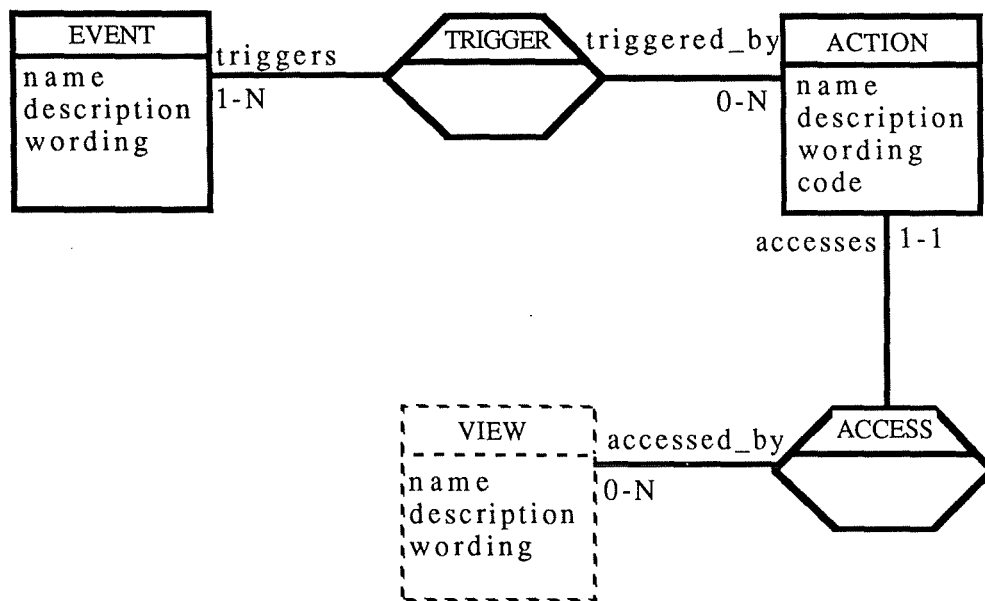 EVENT
name
description
wording
triggers
1-N
TRIGGER
triggered_by
0-N
ACTION
name
description
wording
code
accesses
1-1
VIEW
name
description
wording
accessed_by
0-N
ACCESS